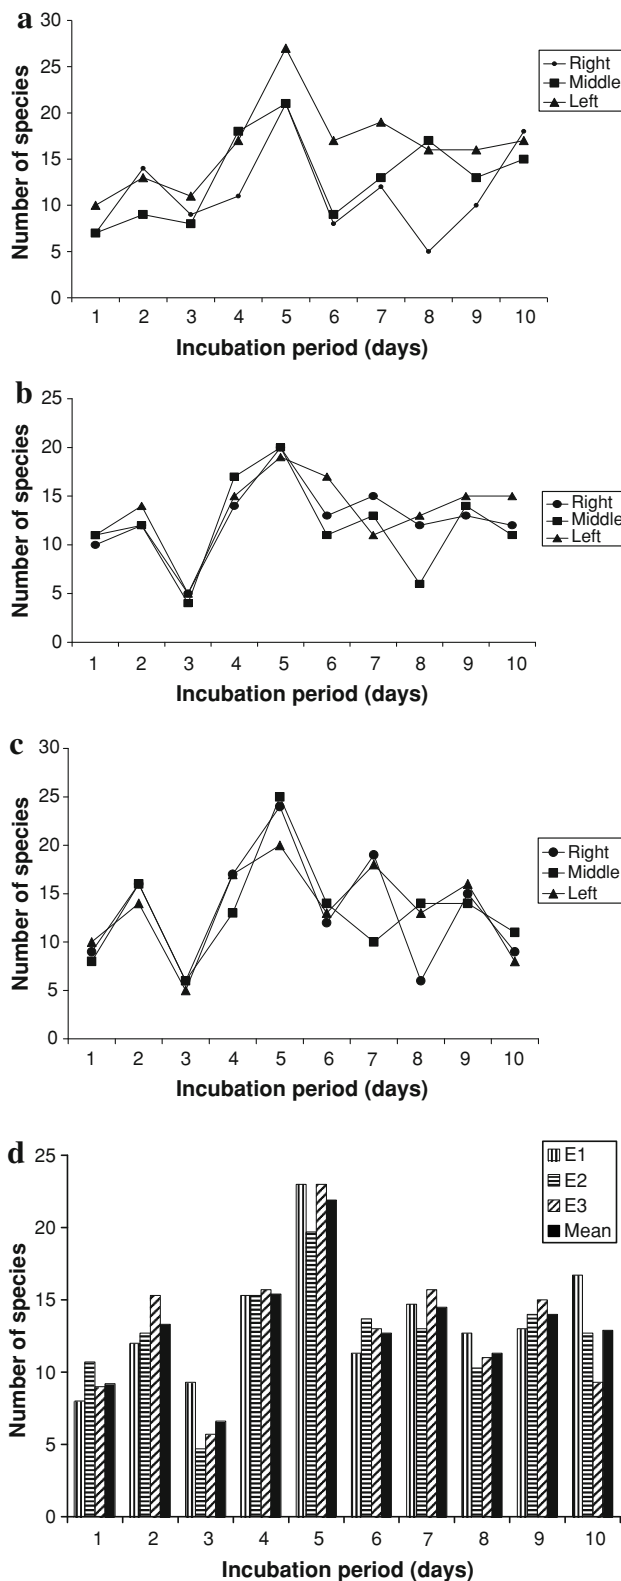 a
30
25
20
15
10
5
0
Number of species
1 2 3 4 5 6 7 8 9 10
Incubation period (days)
Right
Middle
Left
b
25
20
15
10
5
0
Number of species
1 2 3 4 5 6 7 8 9 10
Incubation period (days)
Right
Middle
Left
c
30
25
20
15
10
5
0
Number of species
1 2 3 4 5 6 7 8 9 10
Incubation period (days)
Right
Middle
Left
d
25
20
15
10
5
0
Number of species
E1
E2
E3
Mean
1 2 3 4 5 6 7 8 9 10
Incubation period (days)